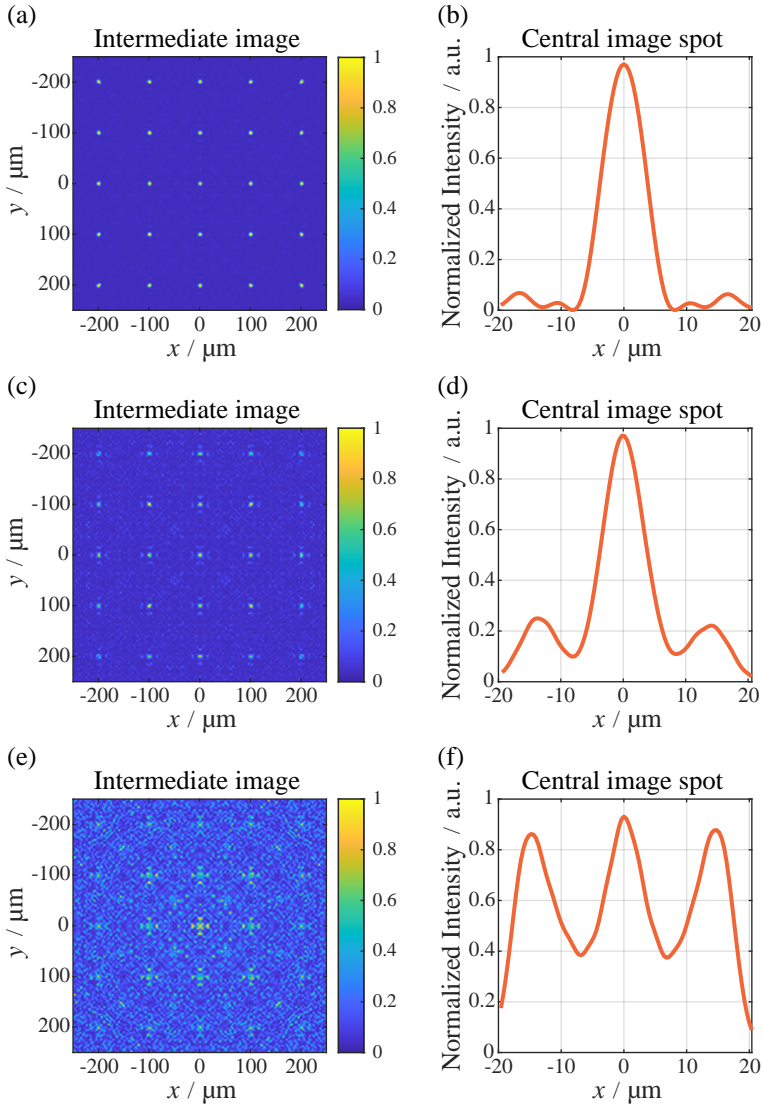 (a)
Intermediate image
-200
-100
0
100
200
y / µm
-200 -100 0 100 200
x / µm
1
0.8
0.6
0.4
0.2
0
(b)
Central image spot
1
0.8
0.6
0.4
0.2
0
Normalized Intensity / a.u.
-20 -10 0 10 20
x / µm
(c)
Intermediate image
-200
-100
0
100
200
y / µm
-200 -100 0 100 200
x / µm
1
0.8
0.6
0.4
0.2
0
(d)
Central image spot
1
0.8
0.6
0.4
0.2
0
Normalized Intensity / a.u.
-20 -10 0 10 20
x / µm
(e)
Intermediate image
-200
-100
0
100
200
y / µm
-200 -100 0 100 200
x / µm
1
0.8
0.6
0.4
0.2
0
(f)
Central image spot
1
0.8
0.6
0.4
0.2
0
Normalized Intensity / a.u.
-20 -10 0 10 20
x / µm